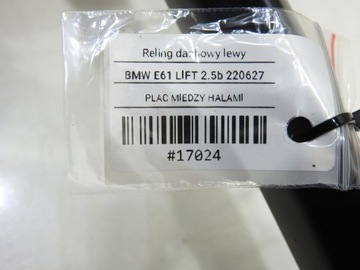 Reling dachowy lewy
BMW E61 LIFT 2.5b 220627
PLAC MIEDZY HALAMI
#17024